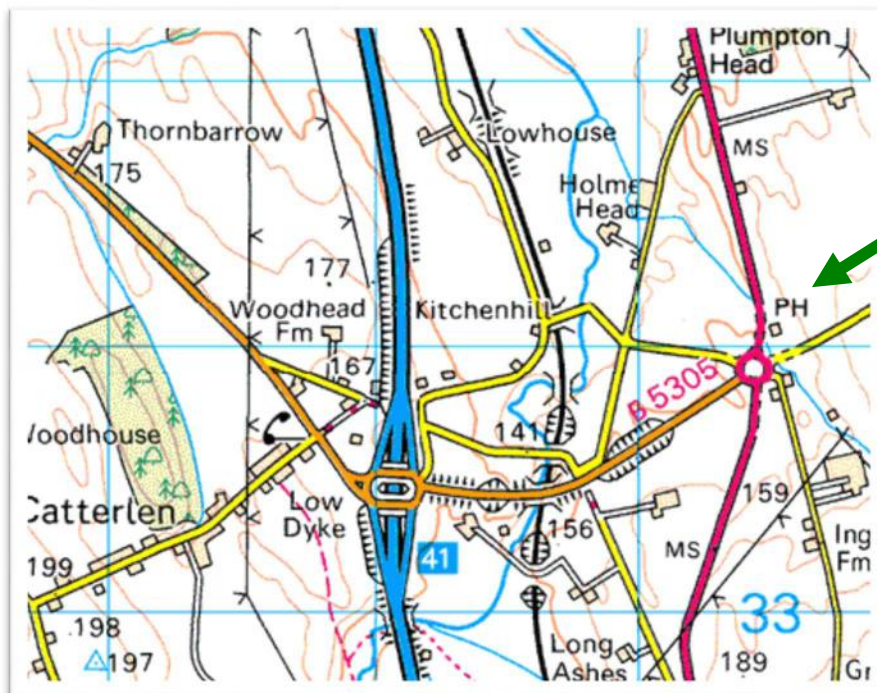 Plumpton
Head
Thornbarrow
Lowhouse
MS
175
Holme
Head
177
Woodhead
Fm
Kitchenhill
PH
167
B 5305
141
Woodhouse
Catterlen
Low
Dyke
159
156
Ing
Fm
41
MS
199
33
198
197
Long
Ashes
189
Gr